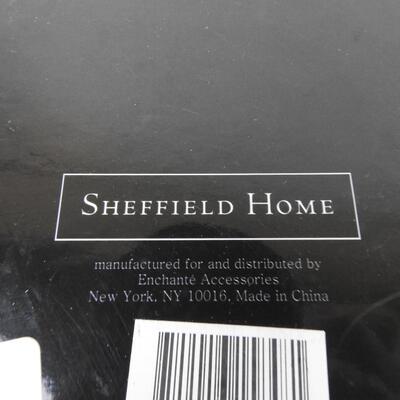 SHEFFIELD HOME
manufactured for and distributed by
Enchanté Accessories
New York, NY 10016, Made in China